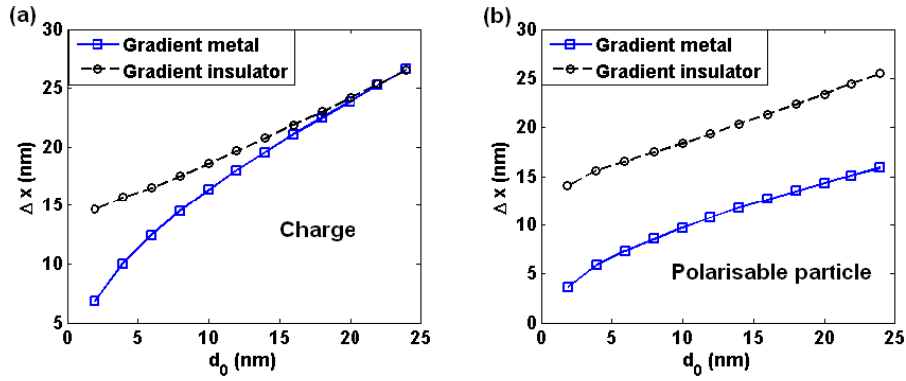 (a)
30
25
20
15
10
5
0 5 10 15 20 25
Δ x (nm)
d₀ (nm)
Gradient metal
Gradient insulator
Charge
(b)
30
25
20
15
10
5
0
0 5 10 15 20 25
Δ x (nm)
d₀ (nm)
Gradient metal
Gradient insulator
Polarisable particle